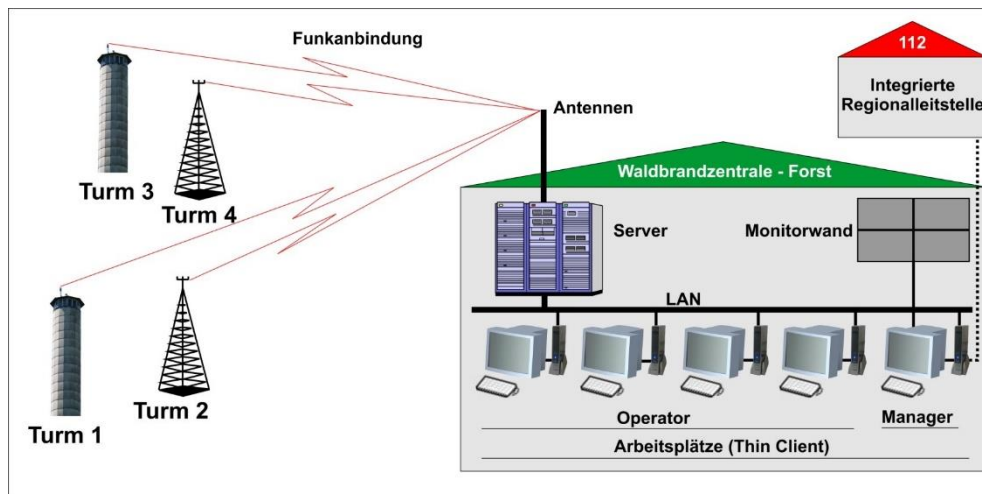 Funkanbindung
112
Integrierte
Regionalleitstelle
Antennen
Turm 3
Turm 4
Waldbrandzentrale - Forst
Server
Monitorwand
LAN
Turm 1
Turm 2
Operator
Manager
Arbeitsplätze (Thin Client)